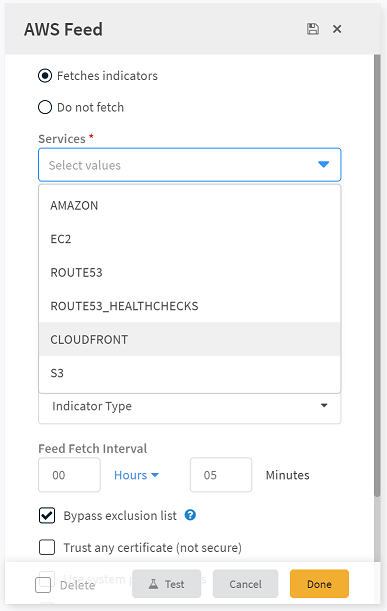 AWS Feed
Fetches indicators
Do not fetch
Services *
Select values
AMAZON
EC2
ROUTE53
ROUTE53_HEALTHCHECKS
CLOUDFRONT
S3
Indicator Type
Feed Fetch Interval
00 Hours 05 Minutes
Bypass exclusion list
Trust any certificate (not secure)
Delete Test Cancel Done